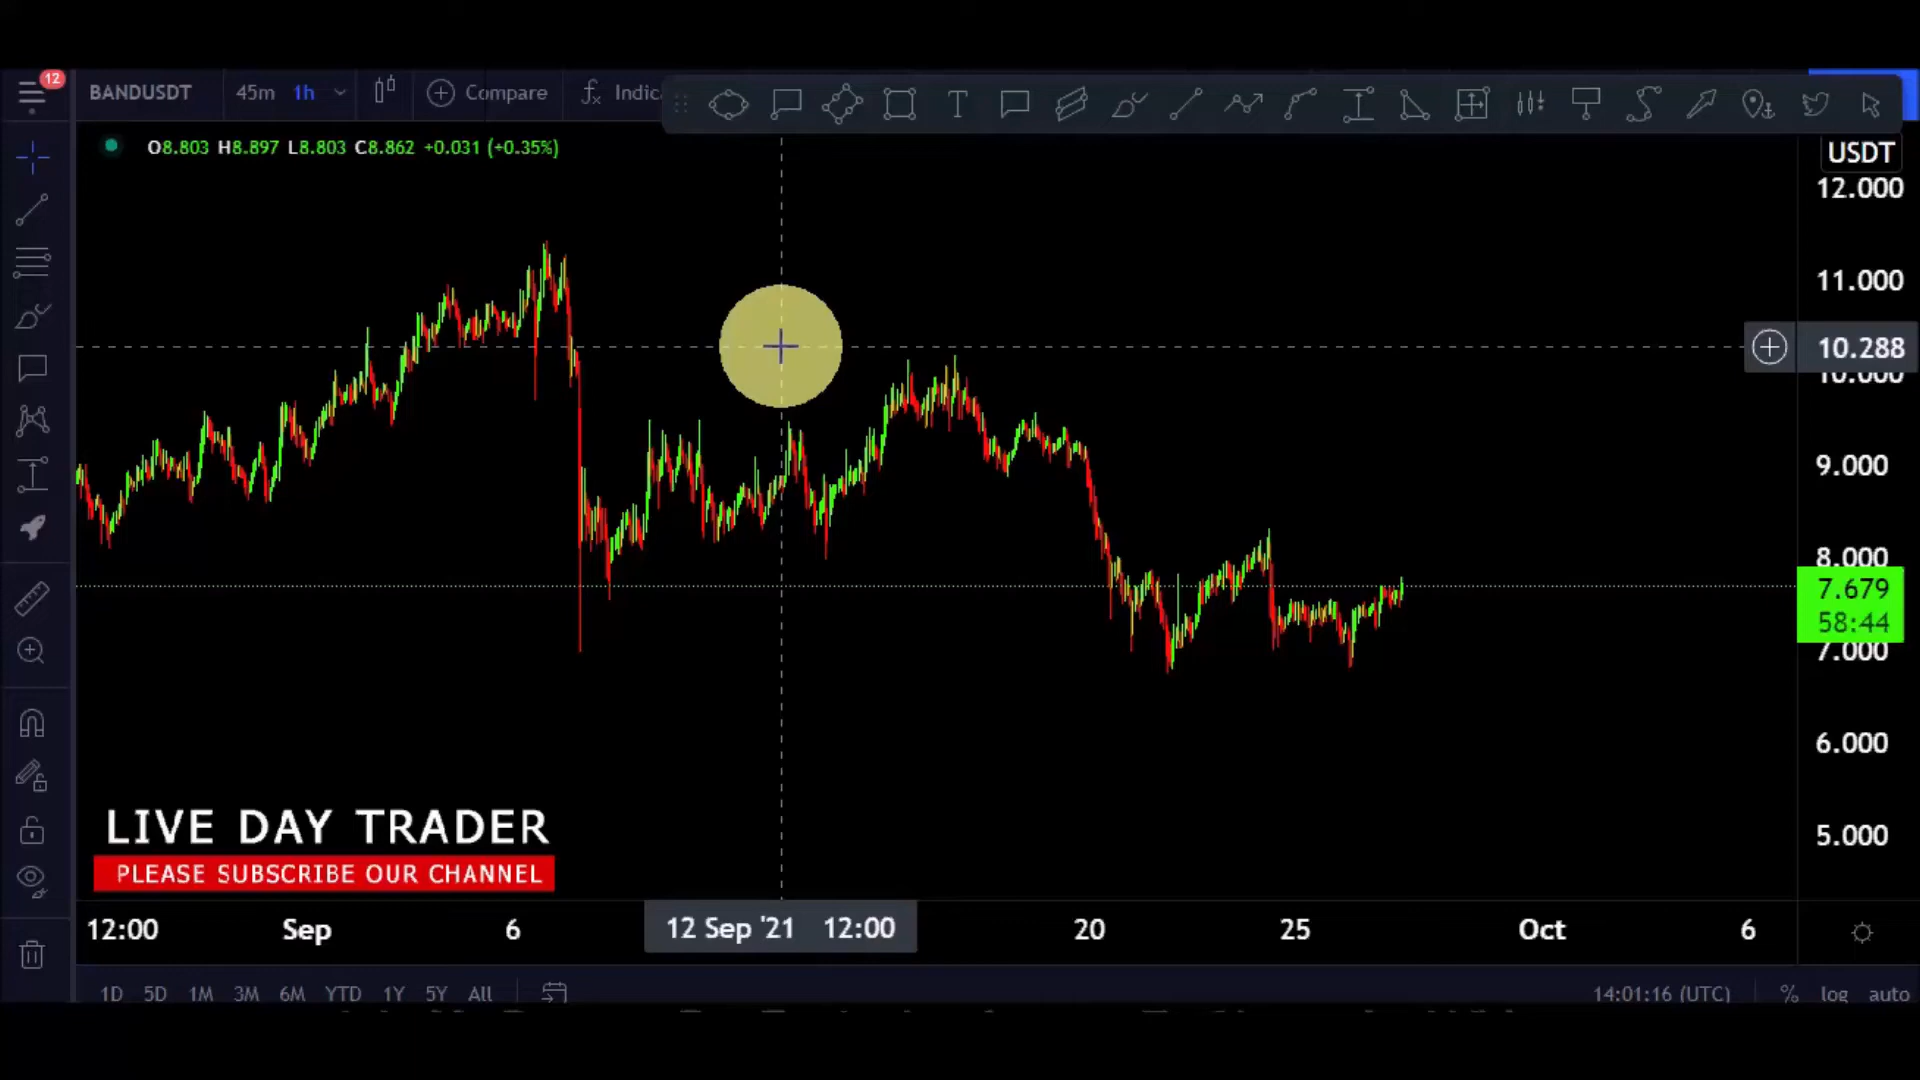 12
BANDUSDT 45m 1h Compare fx Indic
O8.803 H8.897 L8.803 C8.862 +0.031 (+0.35%)
USDT
12.000
11.000
10.288
10.000
9.000
8.000
7.679
58:44
7.000
6.000
5.000
LIVE DAY TRADER
PLEASE SUBSCRIBE OUR CHANNEL
12:00 Sep 6 12 Sep '21 12:00 20 25 Oct 6
1D 5D 1M 3M 6M YTD 1Y 5Y All 14:01:16 (UTC) % log auto